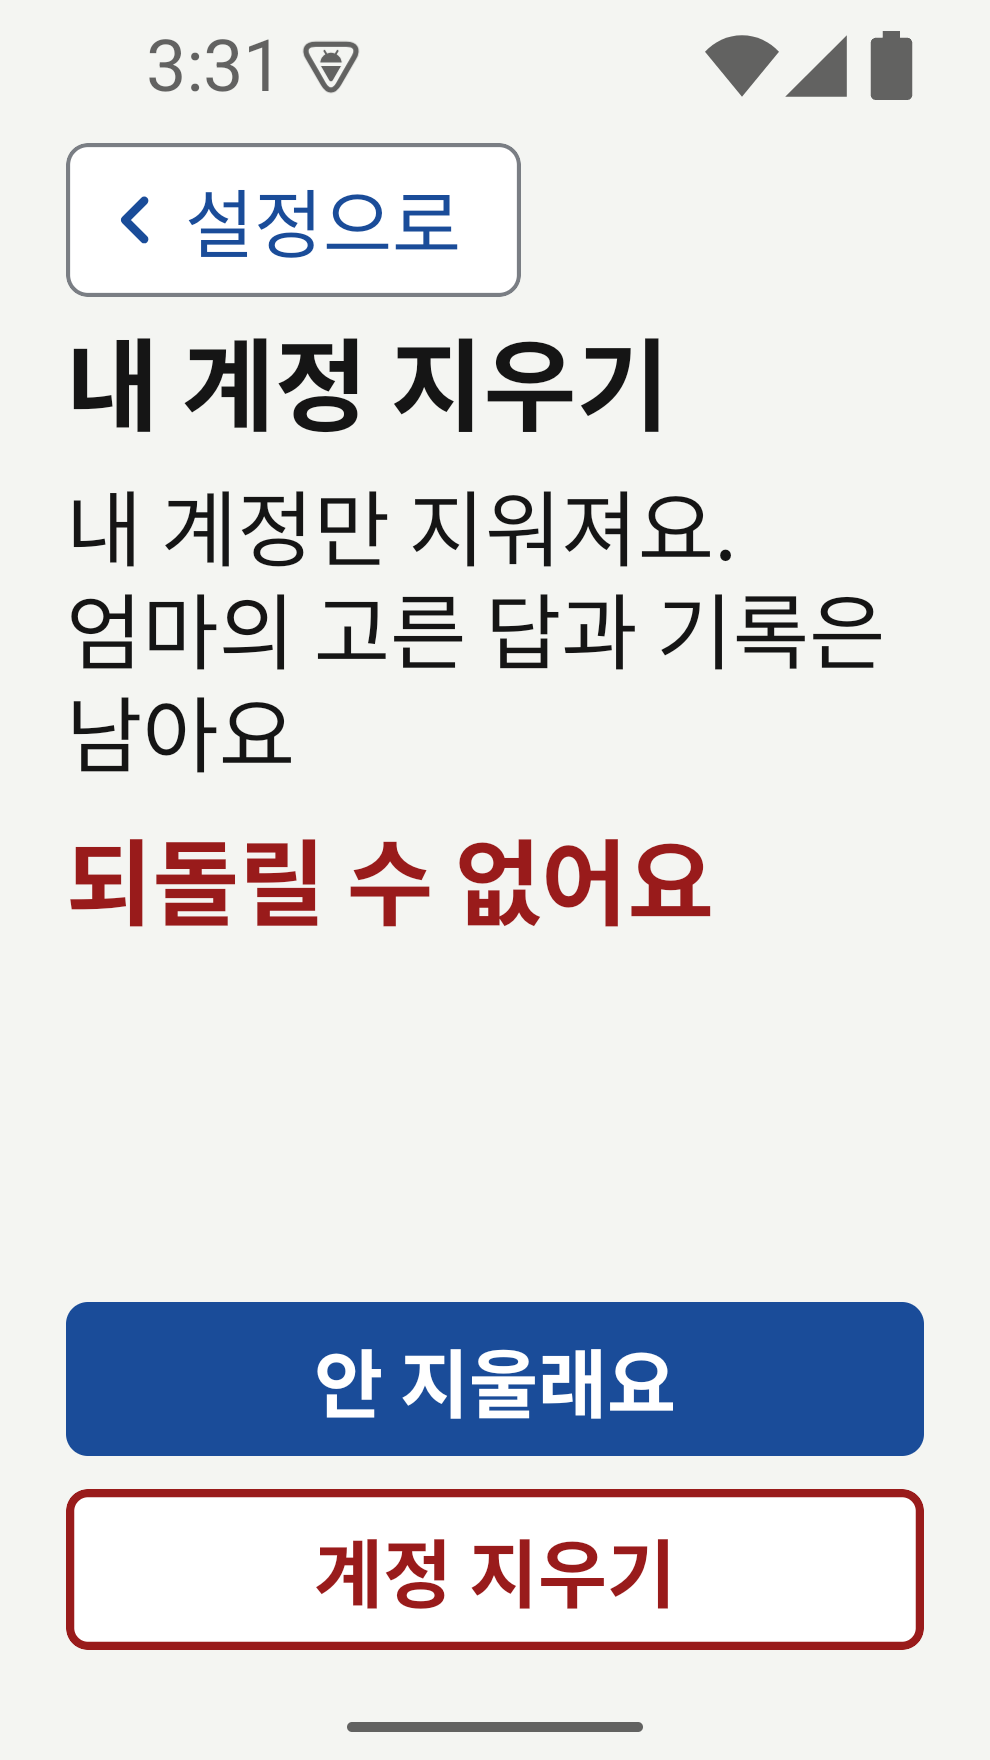 3:31
설정으로
내 계정 지우기
내 계정만 지워져요.
엄마의 고른 답과 기록은
남아요
되돌릴 수 없어요
안 지울래요
계정 지우기